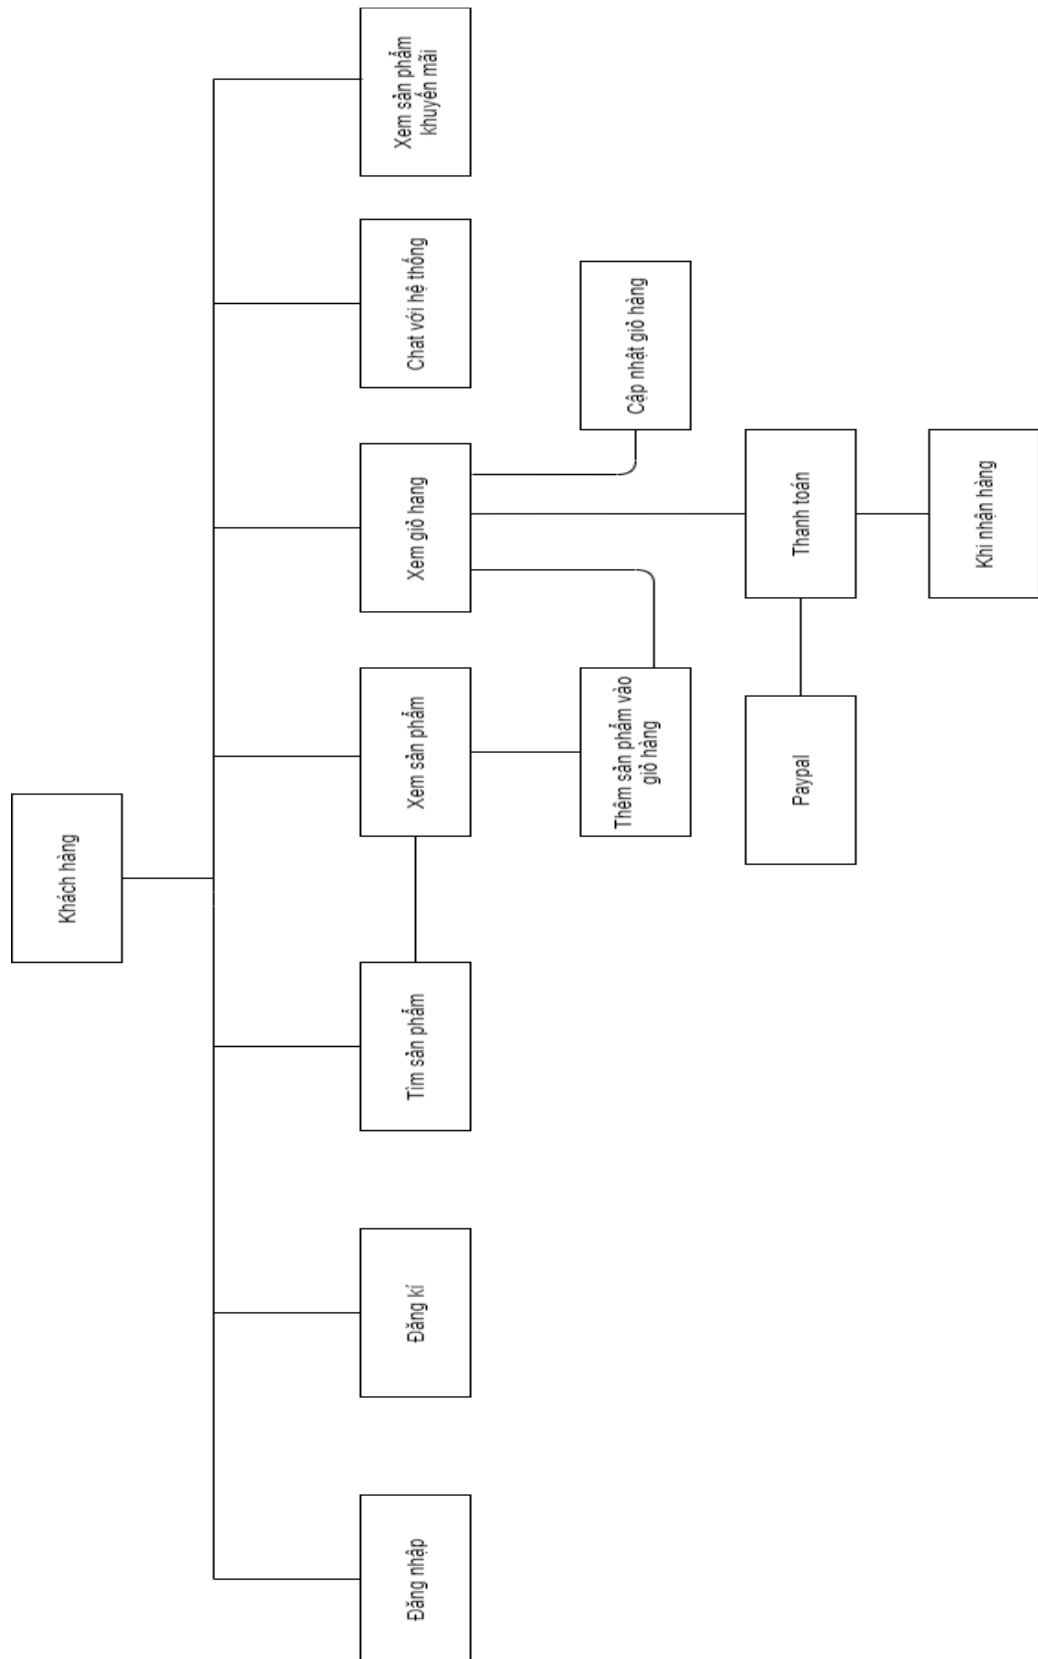 Khách hàng
Đăng nhập
Đăng kí
Tìm sản phẩm
Xem sản phẩm
Xem giỏ hang
Chat với hệ thống
Xem sản phẩm
khuyến mãi
Thêm sản phẩm vào
giỏ hàng
Cập nhật giỏ hàng
Paypal
Thanh toán
Khi nhận hàng